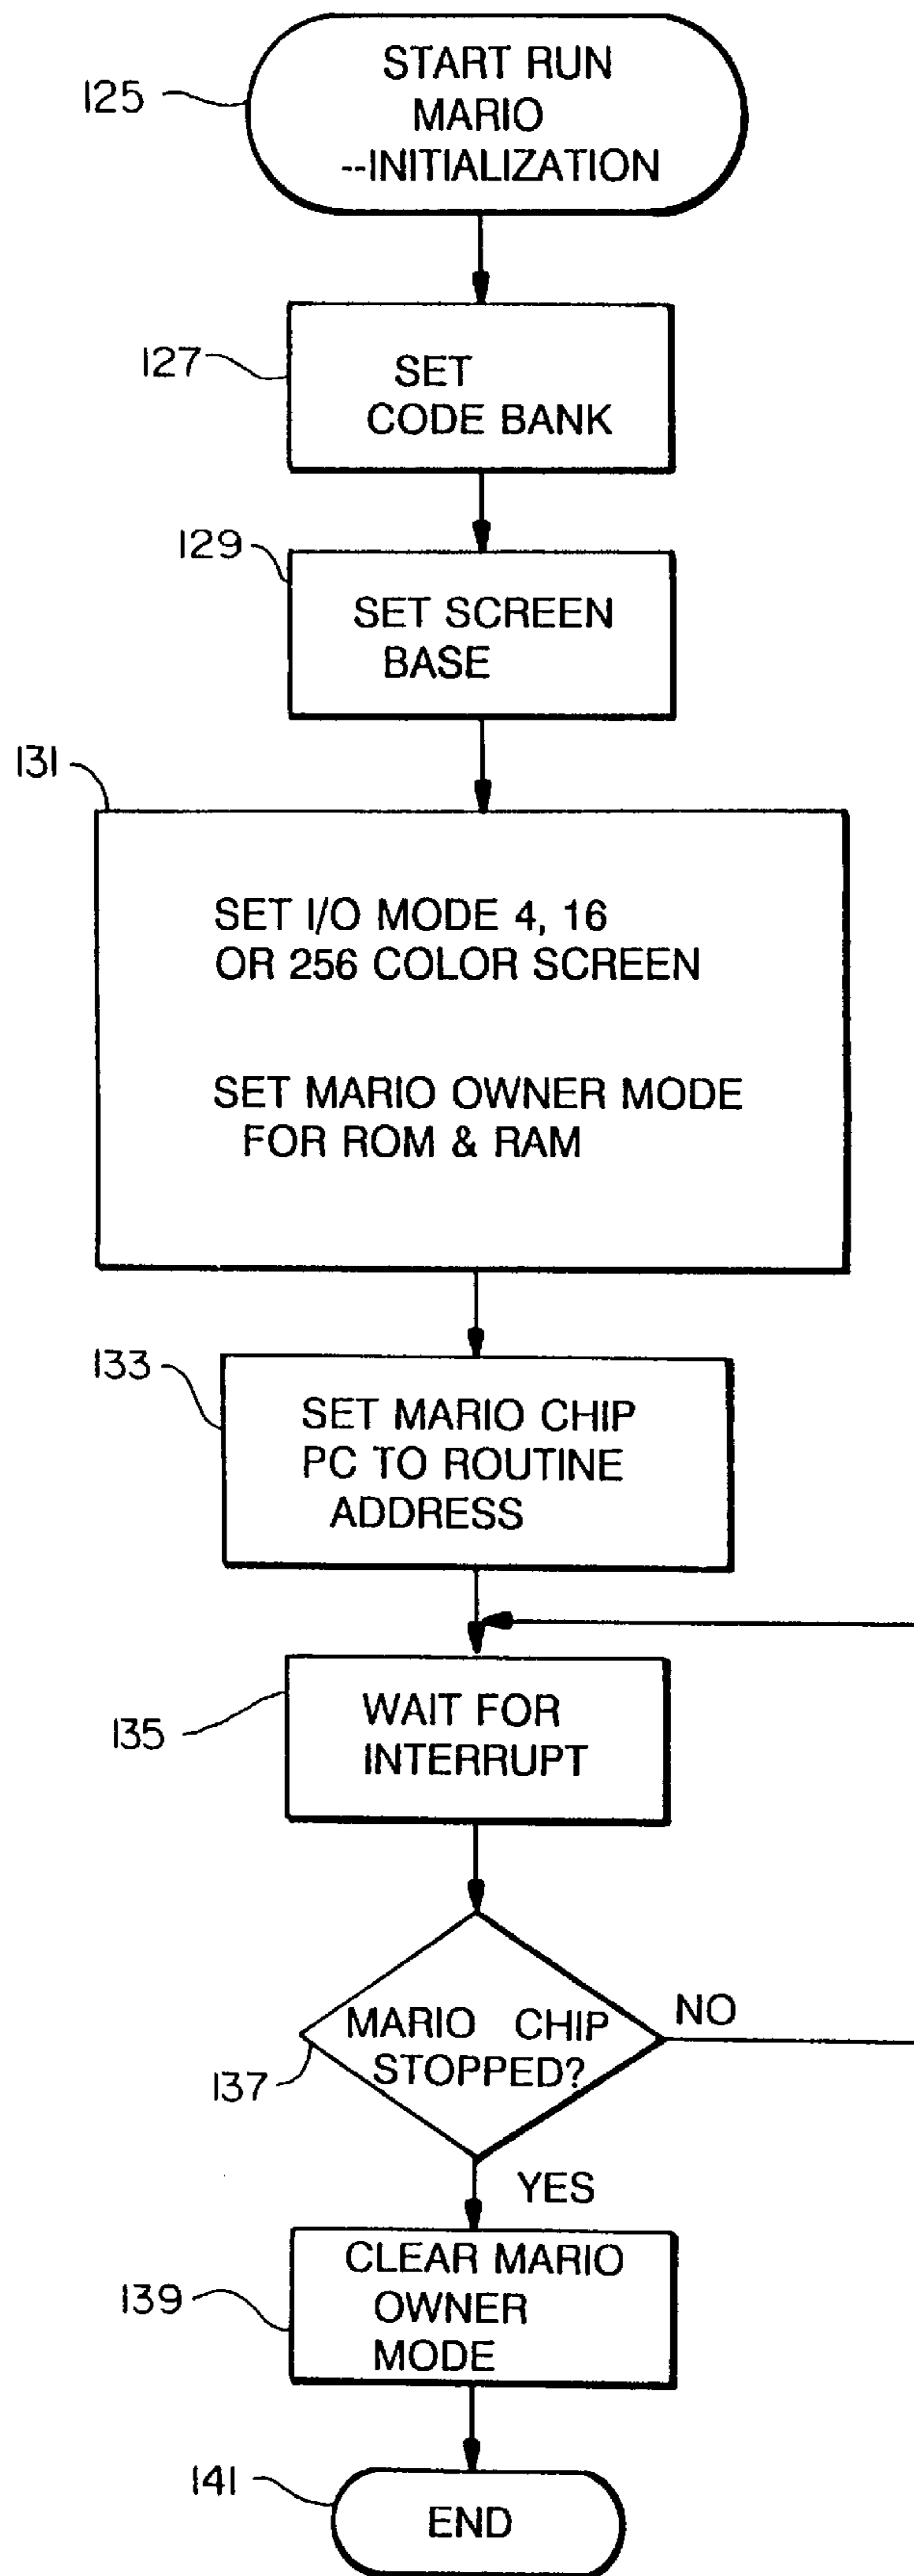 125
START RUN
MARIO
--INITIALIZATION
127
SET
CODE BANK
129
SET SCREEN
BASE
131
SET I/O MODE 4, 16
OR 256 COLOR SCREEN
SET MARIO OWNER MODE
FOR ROM & RAM
133
SET MARIO CHIP
PC TO ROUTINE
ADDRESS
135
WAIT FOR
INTERRUPT
137
MARIO CHIP
STOPPED?
NO
YES
139
CLEAR MARIO
OWNER
MODE
141
END